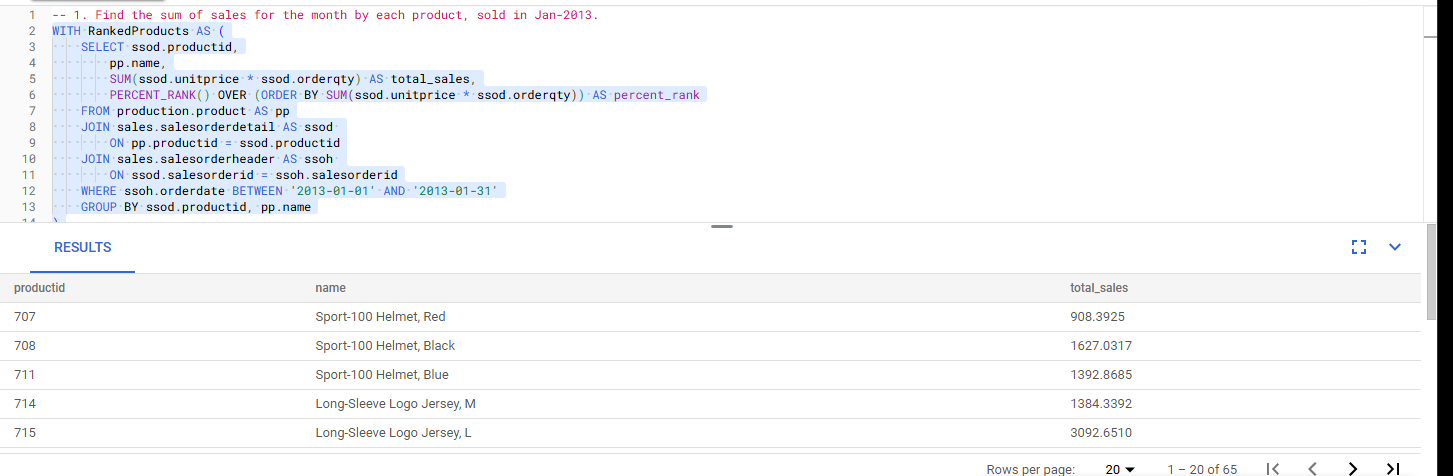 1 -- 1. Find the sum of sales for the month by each product, sold in Jan-2013.
2 WITH RankedProducts AS (
3 SELECT ssod.productid,
4 pp.name,
5 SUM(ssod.unitprice * ssod.orderqty) AS total_sales,
6 PERCENT_RANK() OVER (ORDER BY SUM(ssod.unitprice * ssod.orderqty)) AS percent_rank
7 FROM production.product AS pp
8 JOIN sales.salesorderdetail AS ssod
9 ON pp.productid = ssod.productid
10 JOIN sales.salesorderheader AS ssoh
11 ON ssod.salesorderid = ssoh.salesorderid
12 WHERE ssoh.orderdate BETWEEN '2013-01-01' AND '2013-01-31'
13 GROUP BY ssod.productid, pp.name
14 )
RESULTS
productid name total_sales
707 Sport-100 Helmet, Red 908.3925
708 Sport-100 Helmet, Black 1627.0317
711 Sport-100 Helmet, Blue 1392.8685
714 Long-Sleeve Logo Jersey, M 1384.3392
715 Long-Sleeve Logo Jersey, L 3092.6510
Rows per page: 20 1 – 20 of 65